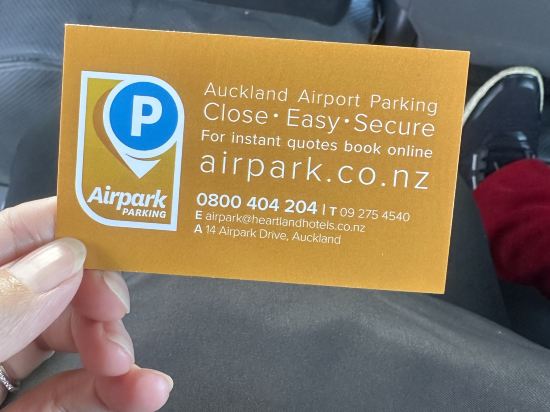 P
Airpark
PARKING
Auckland Airport Parking
Close · Easy · Secure
For instant quotes book online
airpark.co.nz
0800 404 204 | T 09 275 4540
E airpark@heartlandhotels.co.nz
A 14 Airpark Drive, Auckland